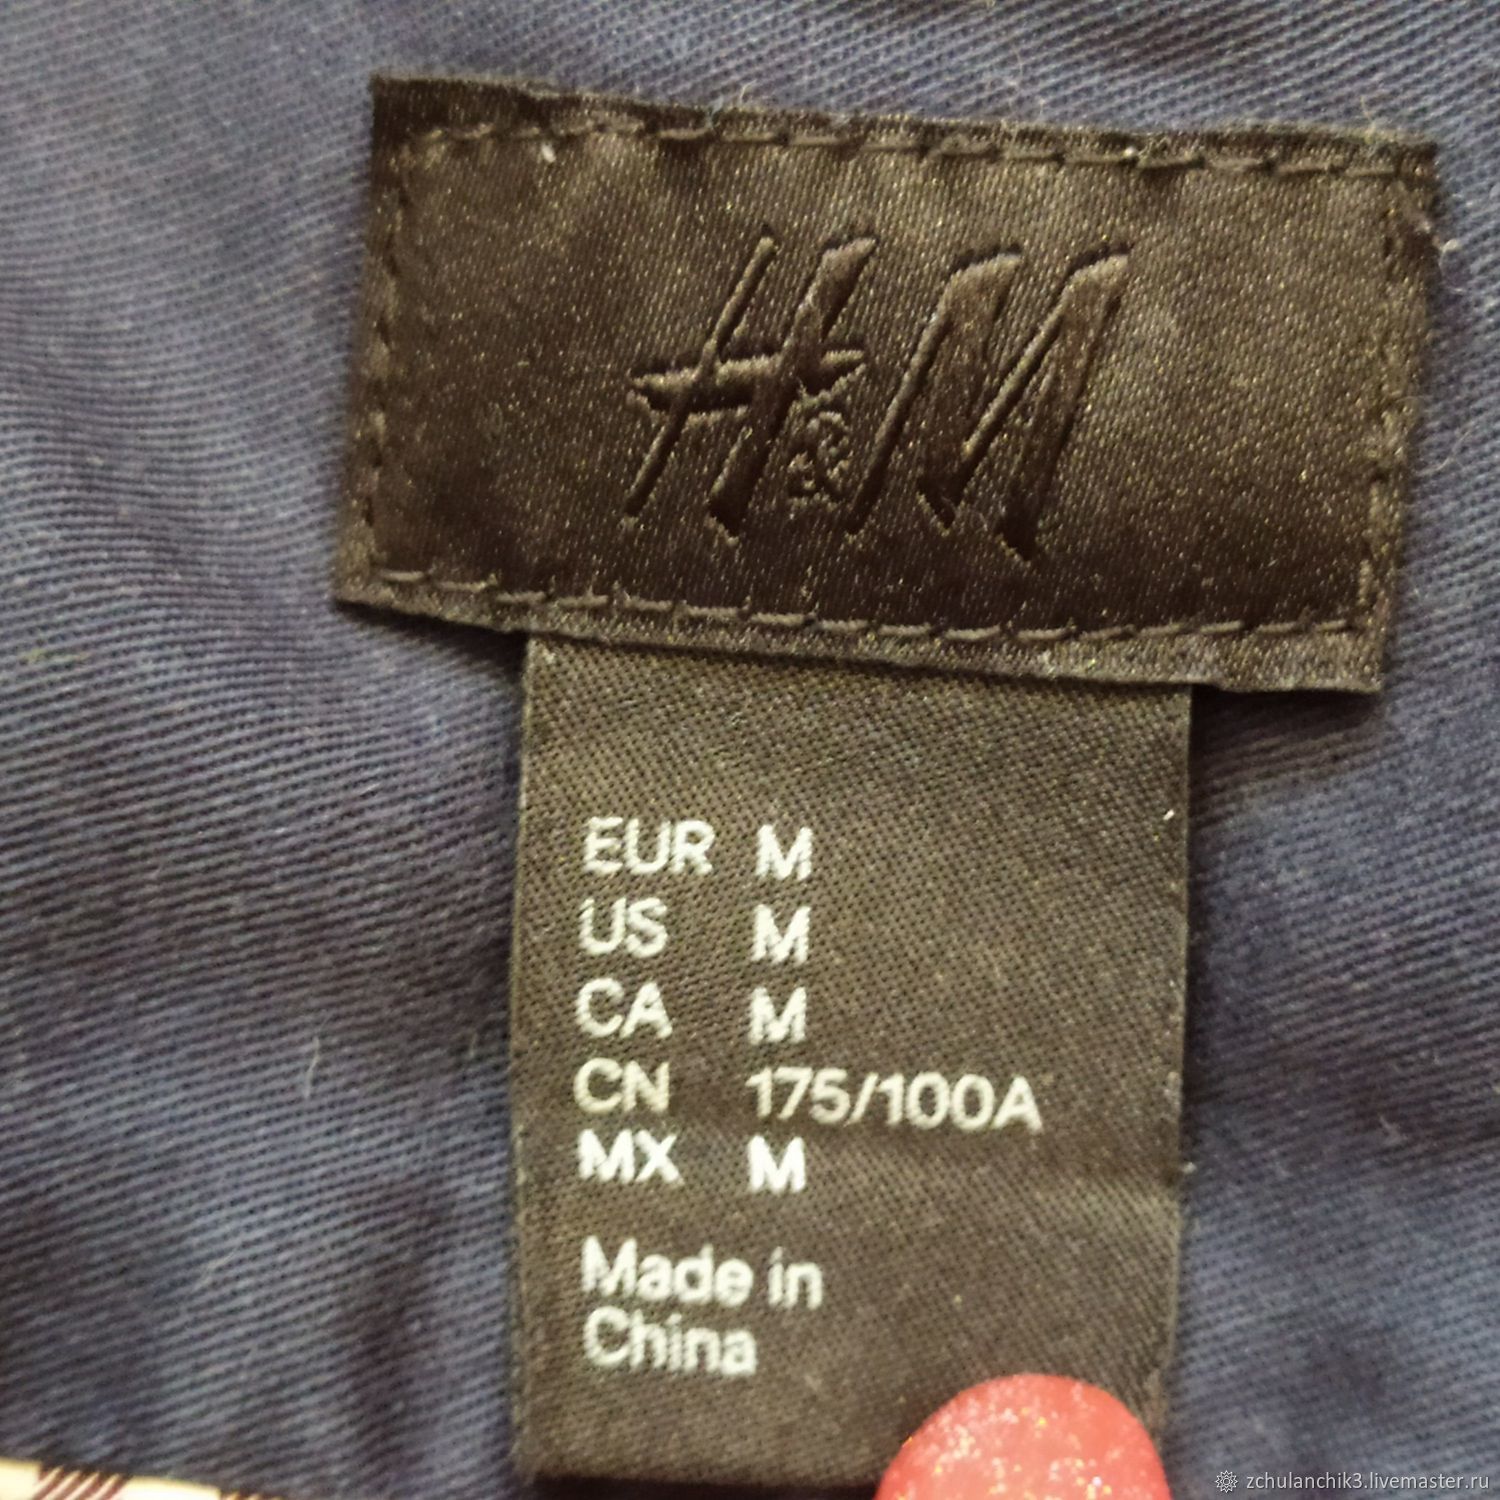 H&M
EUR M
US M
CA M
CN 175/100A
MX M
Made in
China
zchulanchik3.livemaster.ru